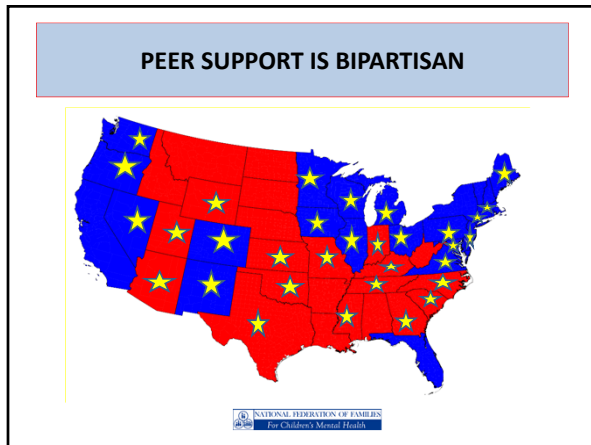 PEER SUPPORT IS BIPARTISAN
NATIONAL FEDERATION OF FAMILIES
For Children's Mental Health